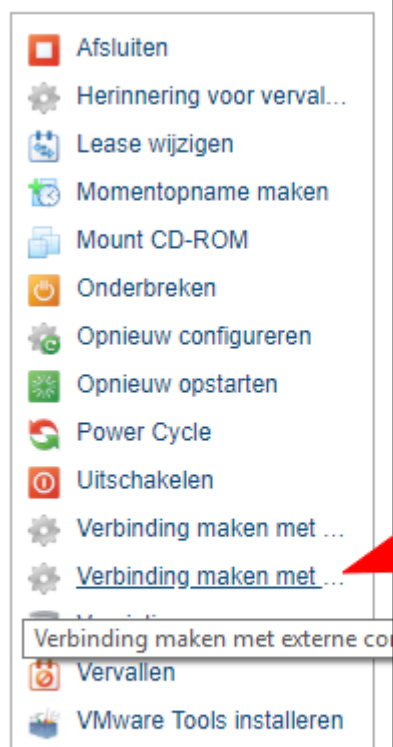 Afsluiten
Herinnering voor verval...
Lease wijzigen
Momentopname maken
Mount CD-ROM
Onderbreken
Opnieuw configureren
Opnieuw opstarten
Power Cycle
Uitschakelen
Verbinding maken met ...
Verbinding maken met ...
Verbinding maken met externe
Vervallen
VMware Tools installeren